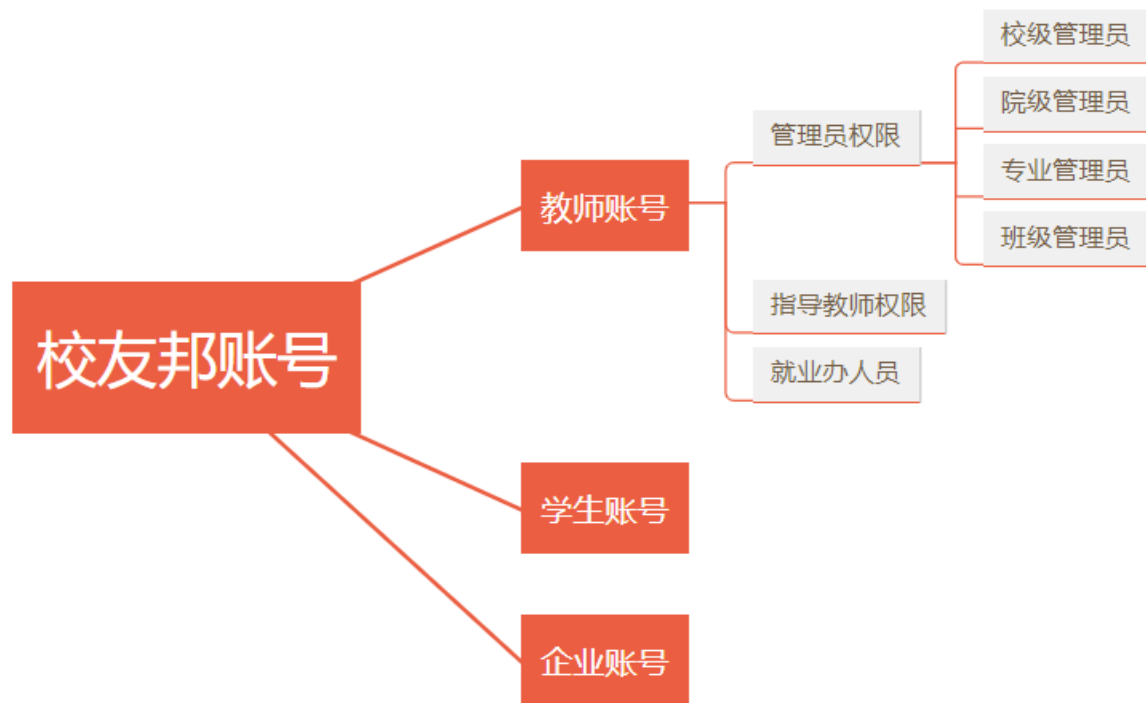 校友邦账号
教师账号
管理员权限
校级管理员
院级管理员
专业管理员
班级管理员
指导教师权限
就业办人员
学生账号
企业账号